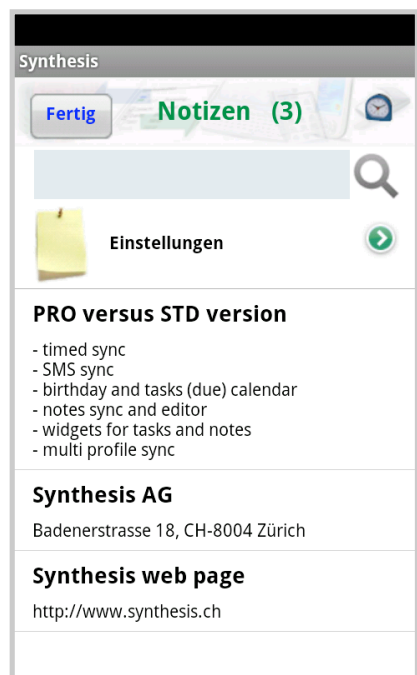 Synthesis
Fertig
Notizen (3)
Einstellungen
PRO versus STD version
- timed sync
- SMS sync
- birthday and tasks (due) calendar
- notes sync and editor
- widgets for tasks and notes
- multi profile sync
Synthesis AG
Badenerstrasse 18, CH-8004 Zürich
Synthesis web page
http://www.synthesis.ch